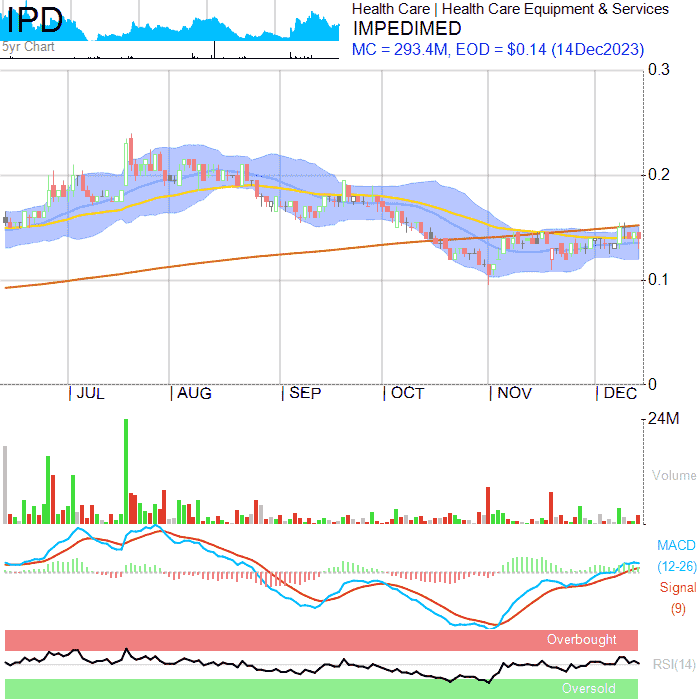 IPD
5yr Chart
Health Care | Health Care Equipment & Services
IMPEDIMED
MC = 293.4M, EOD = $0.14 (14Dec2023)
0.3
0.2
0.1
0
| JUL | AUG | SEP | OCT | NOV | DEC
24M
Volume
MACD
(12-26)
Signal
(9)
Overbought
RSI(14)
Oversold